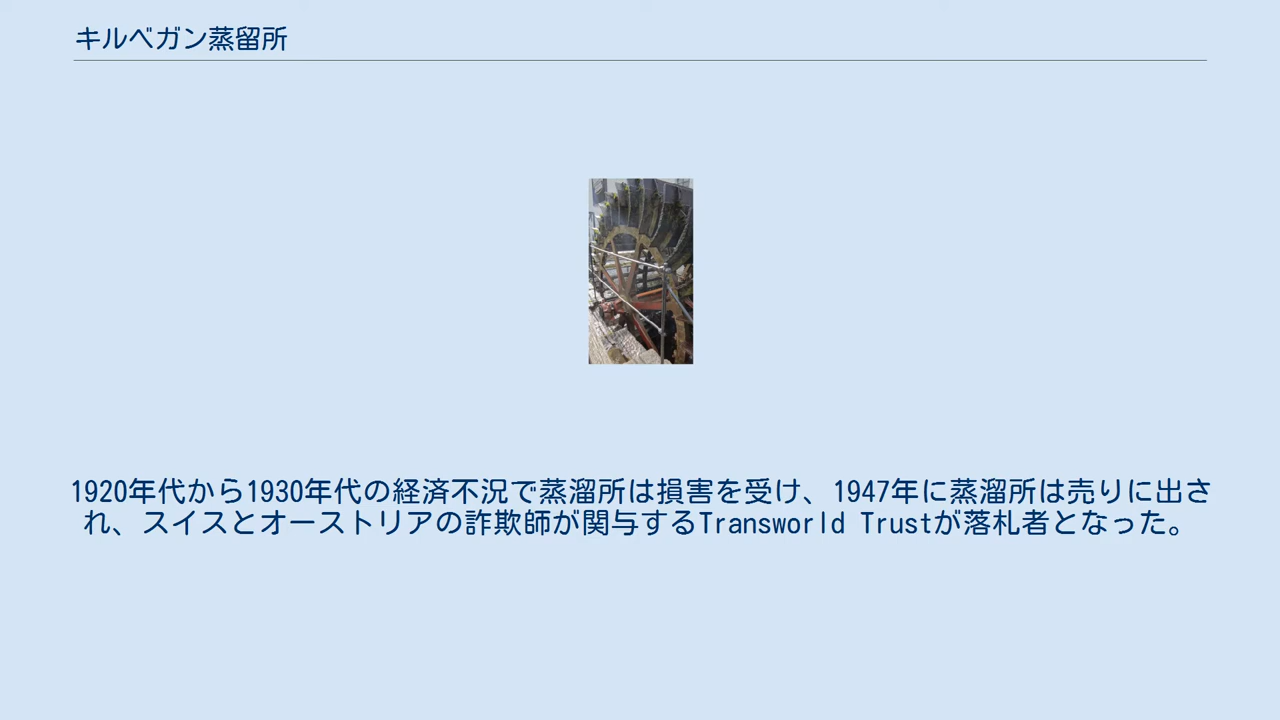 キルベガン蒸留所
1920年代から1930年代の経済不況で蒸溜所は損害を受け、1947年に蒸溜所は売りに出さ
れ、スイスとオーストリアの詐欺師が関与するTransworld Trustが落札者となった。